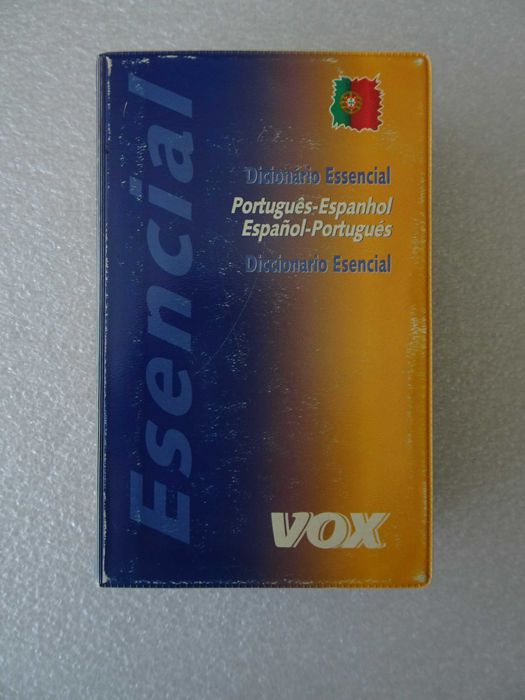 Esencial
Dicionário Essencial
Português-Espanhol
Español-Portugués
Diccionario Esencial
VOX